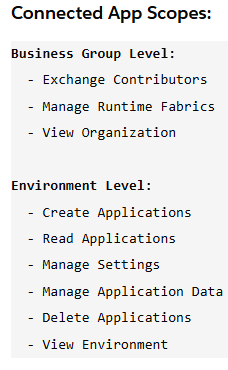 Connected App Scopes:
Business Group Level:
- Exchange Contributors
- Manage Runtime Fabrics
- View Organization
Environment Level:
- Create Applications
- Read Applications
- Manage Settings
- Manage Application Data
- Delete Applications
- View Environment